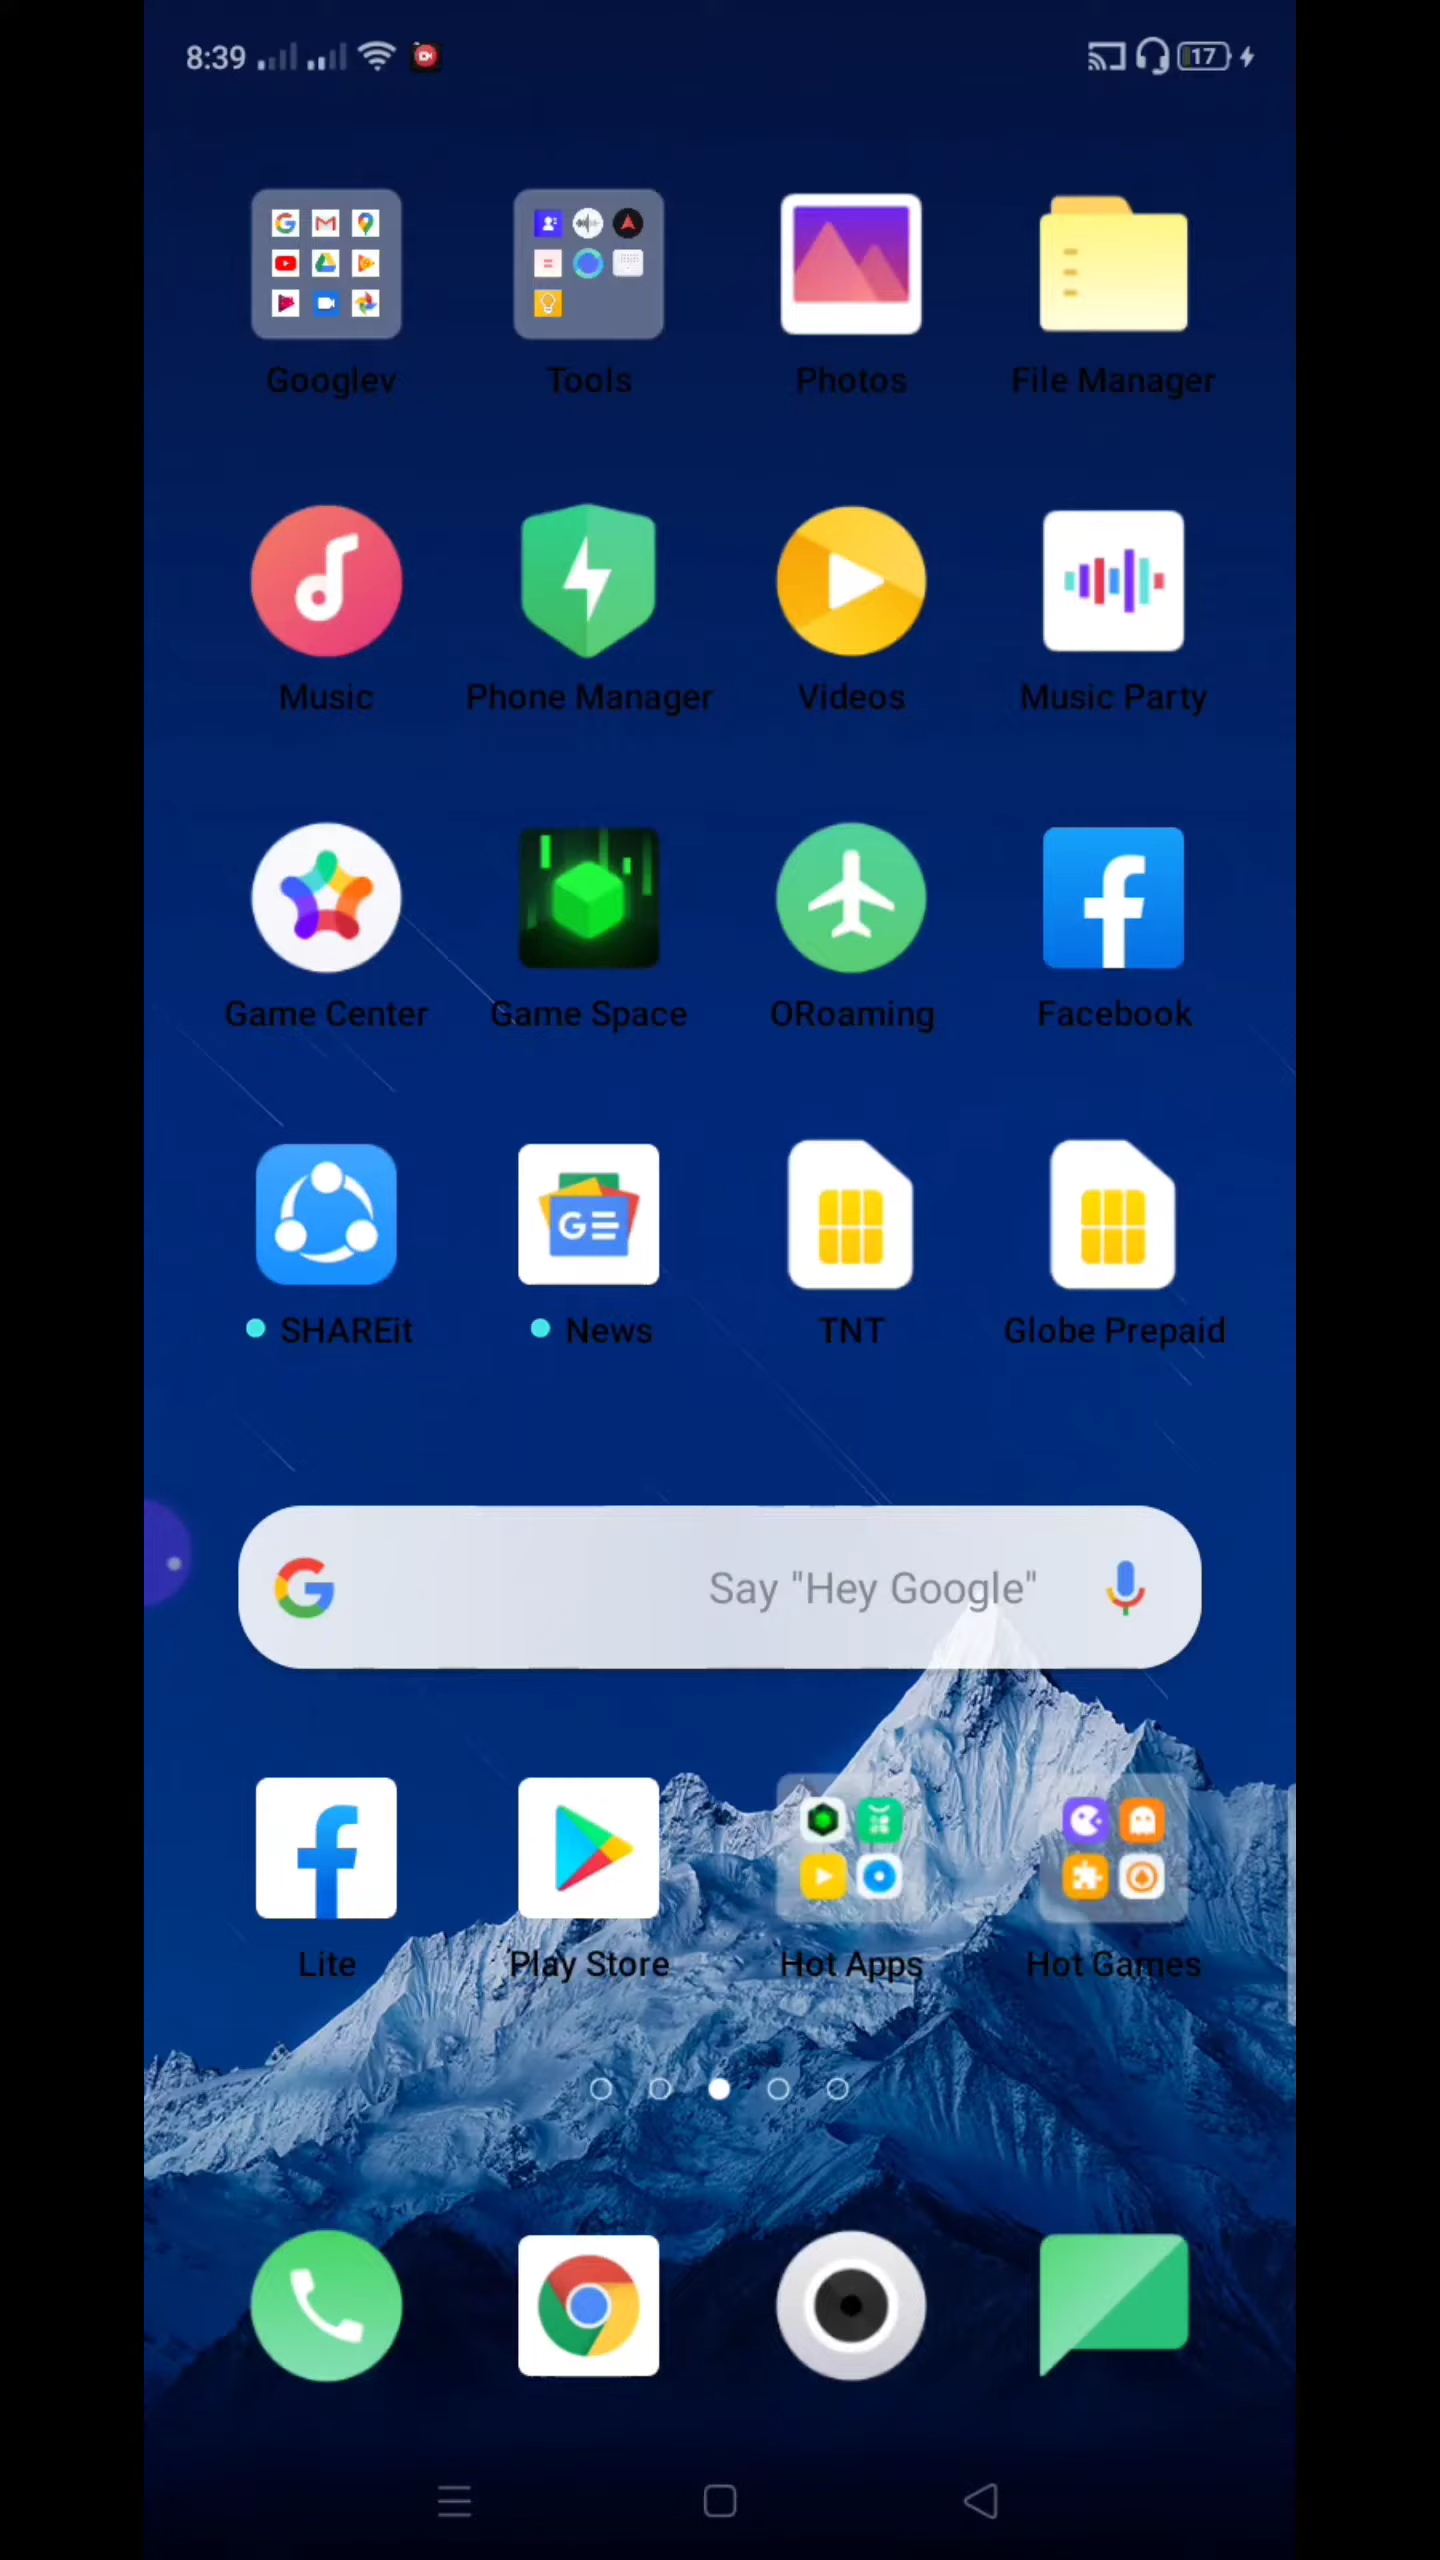 8:39
17
Googlev Tools Photos File Manager
Music Phone Manager Videos Music Party
Game Center Game Space ORoaming Facebook
SHAREit News TNT Globe Prepaid
Say "Hey Google"
Lite Play Store Hot Apps Hot Games